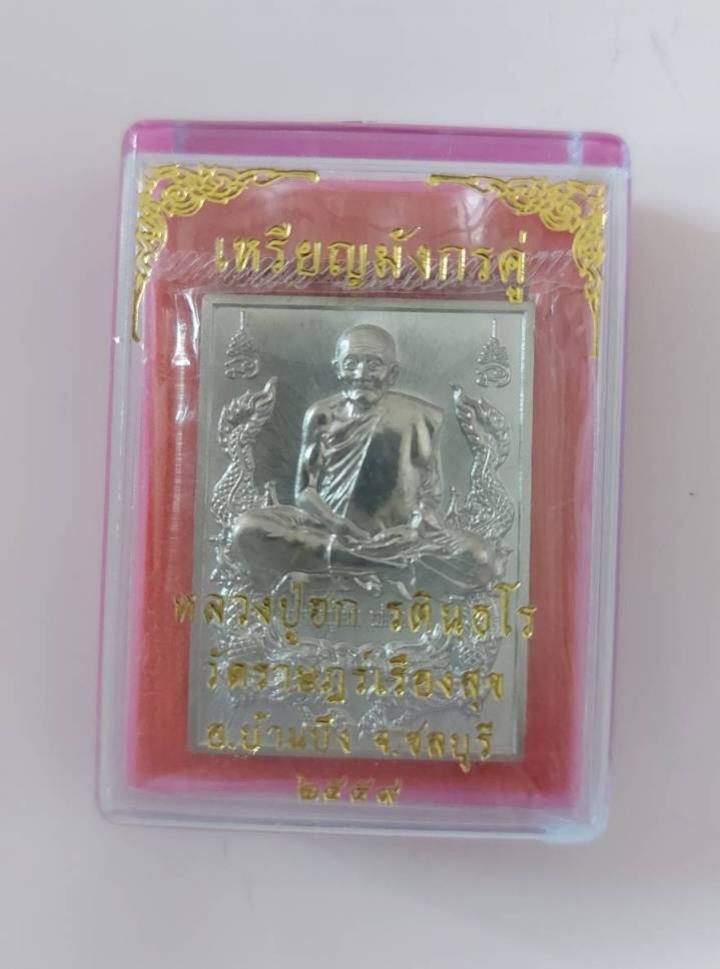 เหรียญมังกรคู่
หลวงปู่ฮก รตินฺธโร
วัดราษฎร์เรืองสุข
อ.บ้านบึง จ.ชลบุรี
๒๕๕๙